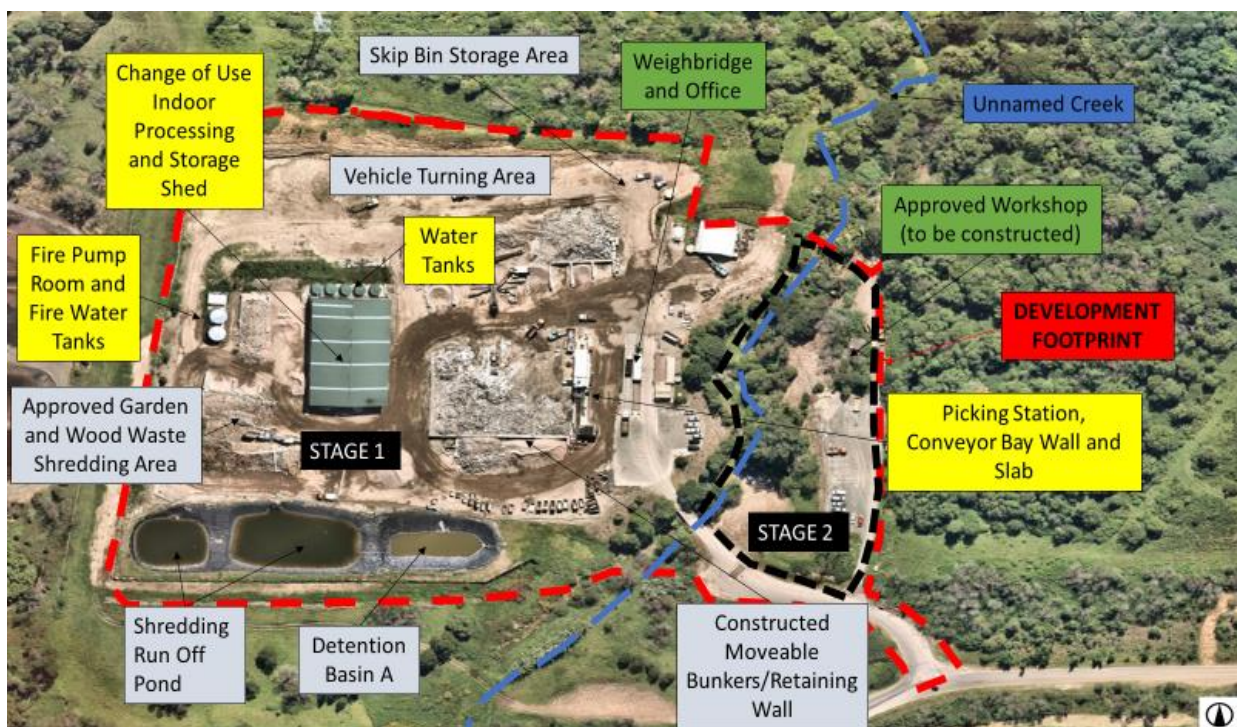 Skip Bin Storage Area
Change of Use
Indoor
Processing
and Storage
Shed
Weighbridge
and Office
Unnamed Creek
Vehicle Turning Area
Approved Workshop
(to be constructed)
Water
Tanks
Fire Pump
Room and
Fire Water
Tanks
DEVELOPMENT
FOOTPRINT
Approved Garden
and Wood Waste
Shredding Area
Picking Station,
Conveyor Bay Wall and
Slab
STAGE 1
STAGE 2
Shredding
Run Off
Pond
Detention
Basin A
Constructed
Moveable
Bunkers/Retaining
Wall